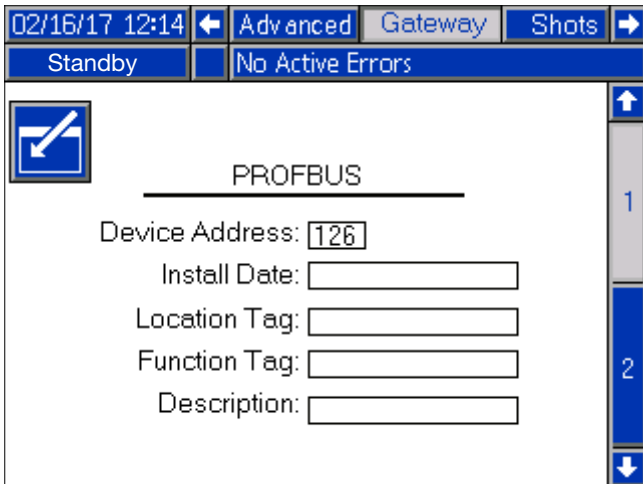 02/16/17 12:14 Advanced Gateway Shots
Standby No Active Errors
PROFBUS
1
Device Address: 126
Install Date:
Location Tag:
Function Tag:
2
Description: